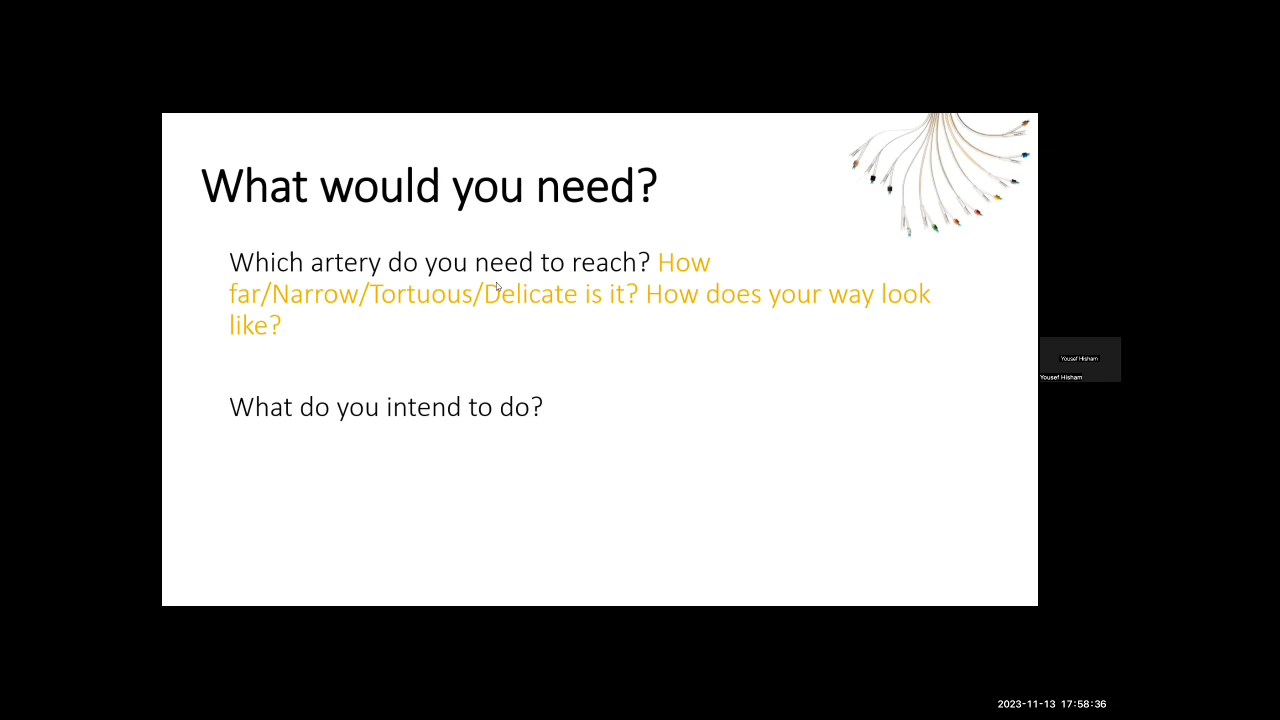 What would you need?
Which artery do you need to reach? How
far/Narrow/Tortuous/Delicate is it? How does your way look
like?
Yousef Hisham
Yousef Hisham
What do you intend to do?
2023-11-13 17:58:36